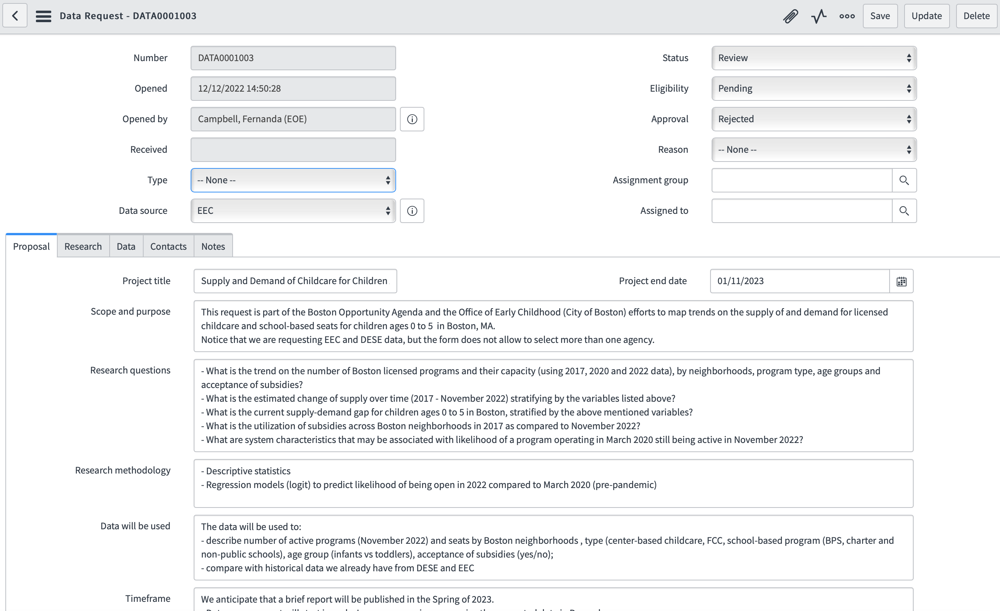 Data Request - DATA0001003
Save
Update
Delete
Number
DATA0001003
Status
Review
Opened
12/12/2022 14:50:28
Eligibility
Pending
Opened by
Campbell, Fernanda (EOE)
Approval
Rejected
Received
Reason
-- None --
Type
-- None --
Assignment group
Data source
EEC
Assigned to
Proposal
Research
Data
Contacts
Notes
Project title
Supply and Demand of Childcare for Children
Project end date
01/11/2023
Scope and purpose
This request is part of the Boston Opportunity Agenda and the Office of Early Childhood (City of Boston) efforts to map trends on the supply of and demand for licensed
childcare and school-based seats for children ages 0 to 5  in Boston, MA.
Notice that we are requesting EEC and DESE data, but the form does not allow to select more than one agency.
Research questions
- What is the trend on the number of Boston licensed programs and their capacity (using 2017, 2020 and 2022 data), by neighborhoods, program type, age groups and
acceptance of subsidies?
- What is the estimated change of supply over time (2017 - November 2022) stratifying by the variables listed above?
- What is the current supply-demand gap for children ages 0 to 5 in Boston, stratified by the above mentioned variables?
- What is the utilization of subsidies across Boston neighborhoods in 2017 as compared to November 2022?
- What are system characteristics that may be associated with likelihood of a program operating in March 2020 still being active in November 2022?
Research methodology
- Descriptive statistics
- Regression models (logit) to predict likelihood of being open in 2022 compared to March 2020 (pre-pandemic)
Data will be used
The data will be used to:
- describe number of active programs (November 2022) and seats by Boston neighborhoods , type (center-based childcare, FCC, school-based program (BPS, charter and
non-public schools), age group (infants vs toddlers), acceptance of subsidies (yes/no);
- compare with historical data we already have from DESE and EEC
Timeframe
We anticipate that a brief report will be published in the Spring of 2023.